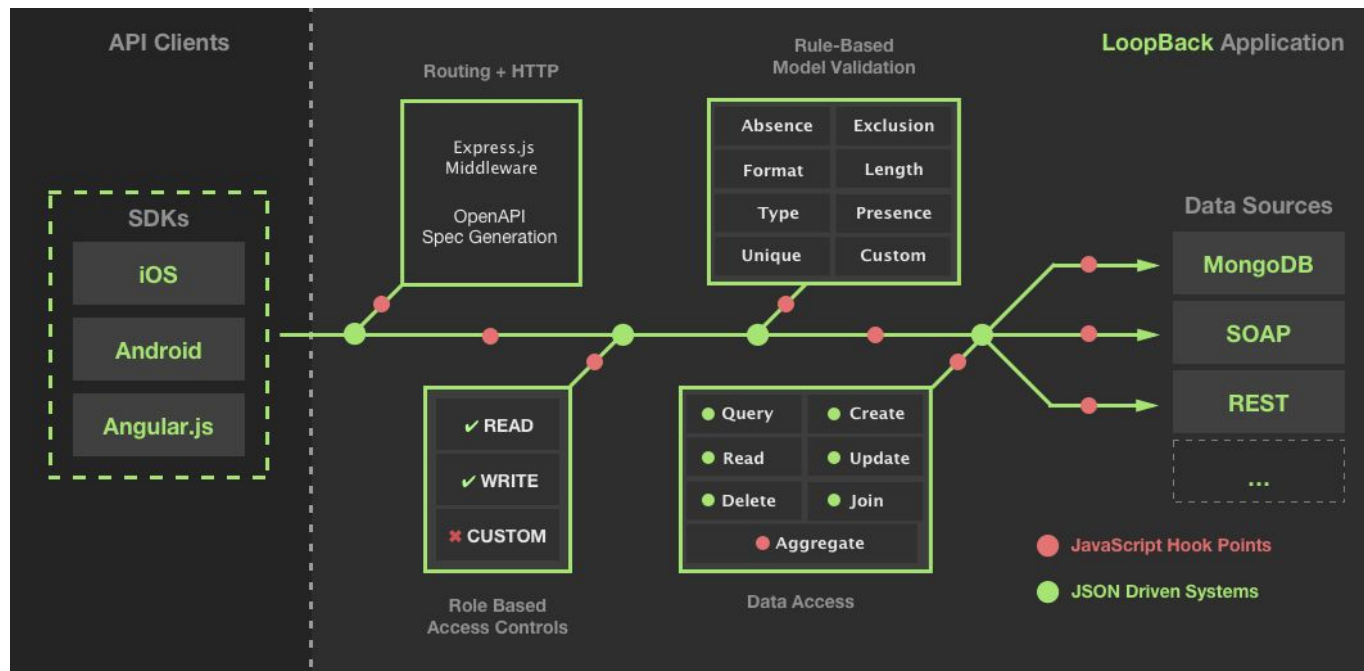 API Clients
SDKs
iOS
Android
Angular.js
LoopBack Application
Routing + HTTP
Express.js
Middleware
OpenAPI
Spec Generation
Rule-Based
Model Validation
Absence
Exclusion
Format
Length
Type
Presence
Unique
Custom
✔ READ
✔ WRITE
✖ CUSTOM
Role Based
Access Controls
Query
Create
Read
Update
Delete
Join
Aggregate
Data Access
Data Sources
MongoDB
SOAP
REST
...
JavaScript Hook Points
JSON Driven Systems